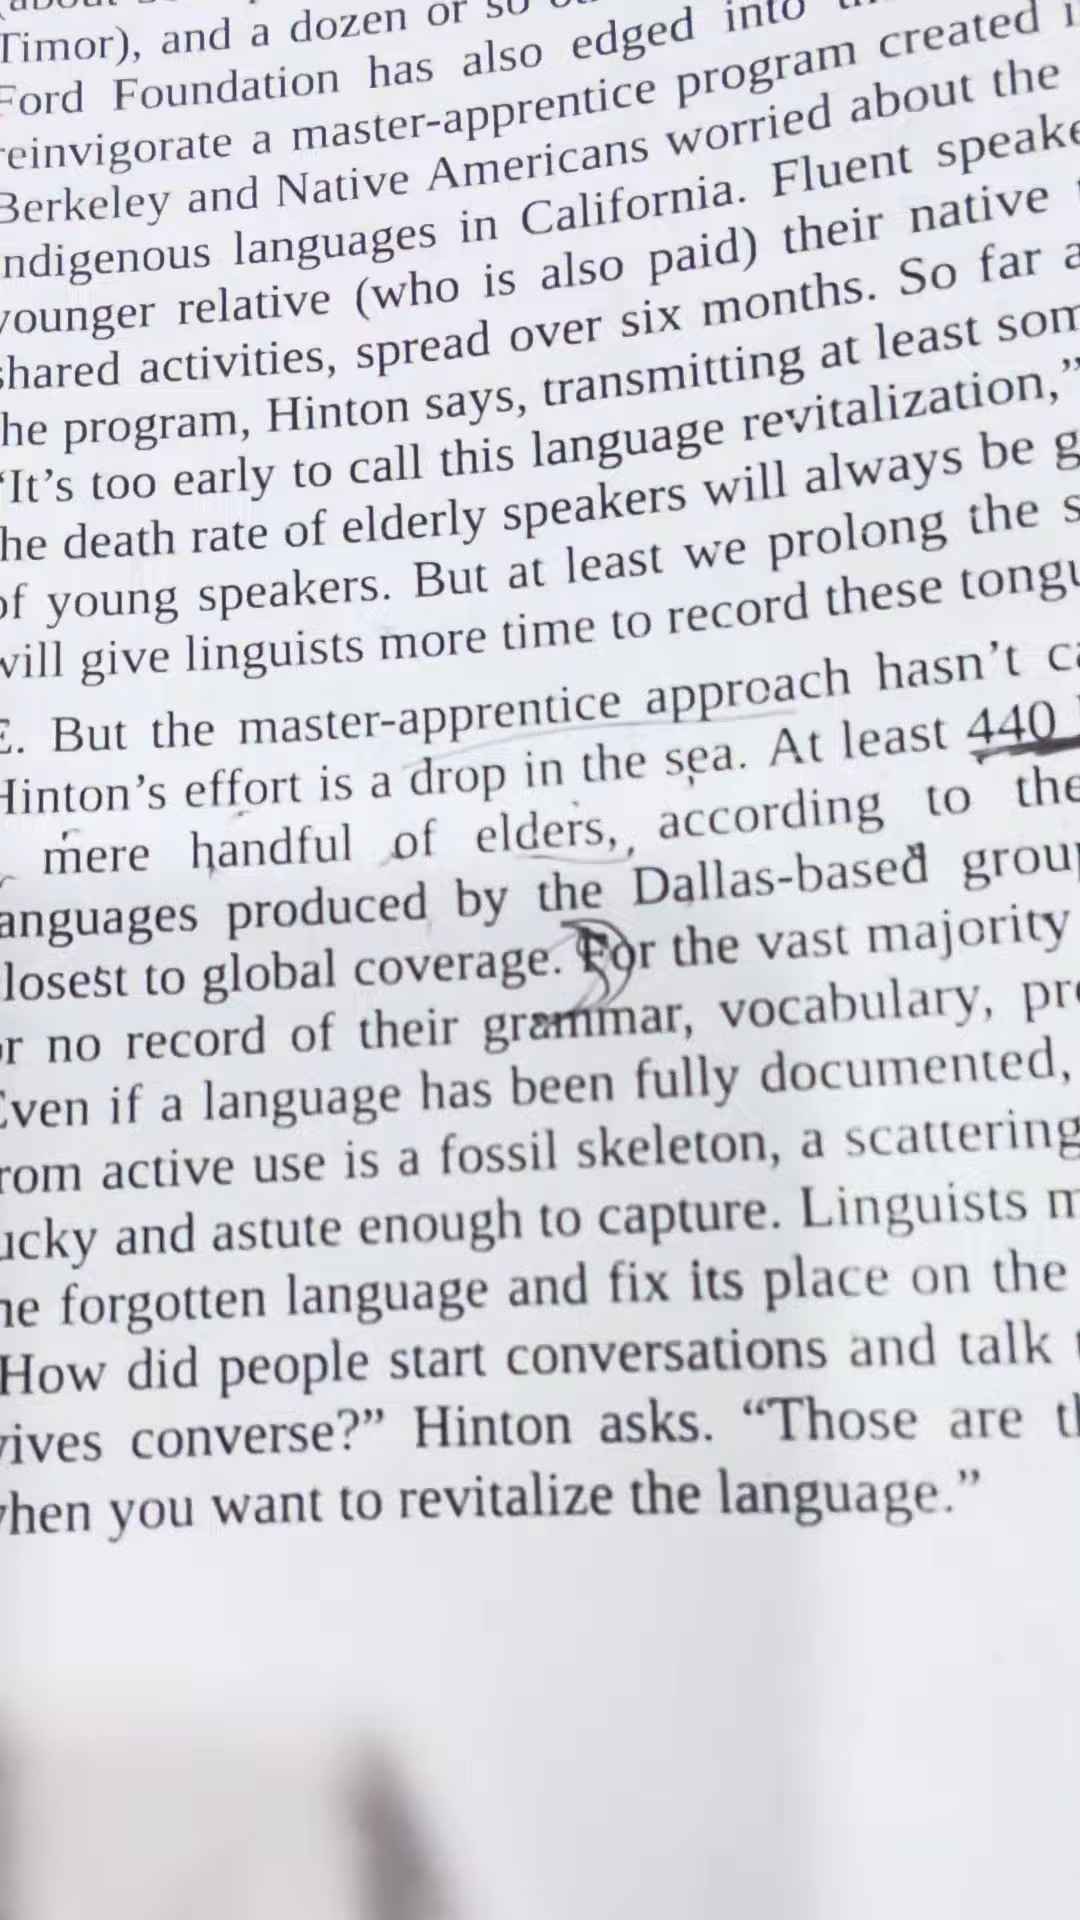 Timor), and a dozen or so
Ford Foundation has also edged into
reinvigorate a master-apprentice program created
Berkeley and Native Americans worried about the
indigenous languages in California. Fluent speake
younger relative (who is also paid) their native
shared activities, spread over six months. So far a
he program, Hinton says, transmitting at least som
“It’s too early to call this language revitalization,”
he death rate of elderly speakers will always be g
of young speakers. But at least we prolong the s
will give linguists more time to record these tongu
E. But the master-apprentice approach hasn’t ca
Hinton’s effort is a drop in the sea. At least 440
mere handful of elders, according to the
anguages produced by the Dallas-based group
losest to global coverage. For the vast majority
or no record of their grammar, vocabulary, pro
Even if a language has been fully documented,
rom active use is a fossil skeleton, a scattering
ucky and astute enough to capture. Linguists m
he forgotten language and fix its place on the
How did people start conversations and talk
vives converse?” Hinton asks. “Those are th
when you want to revitalize the language.”